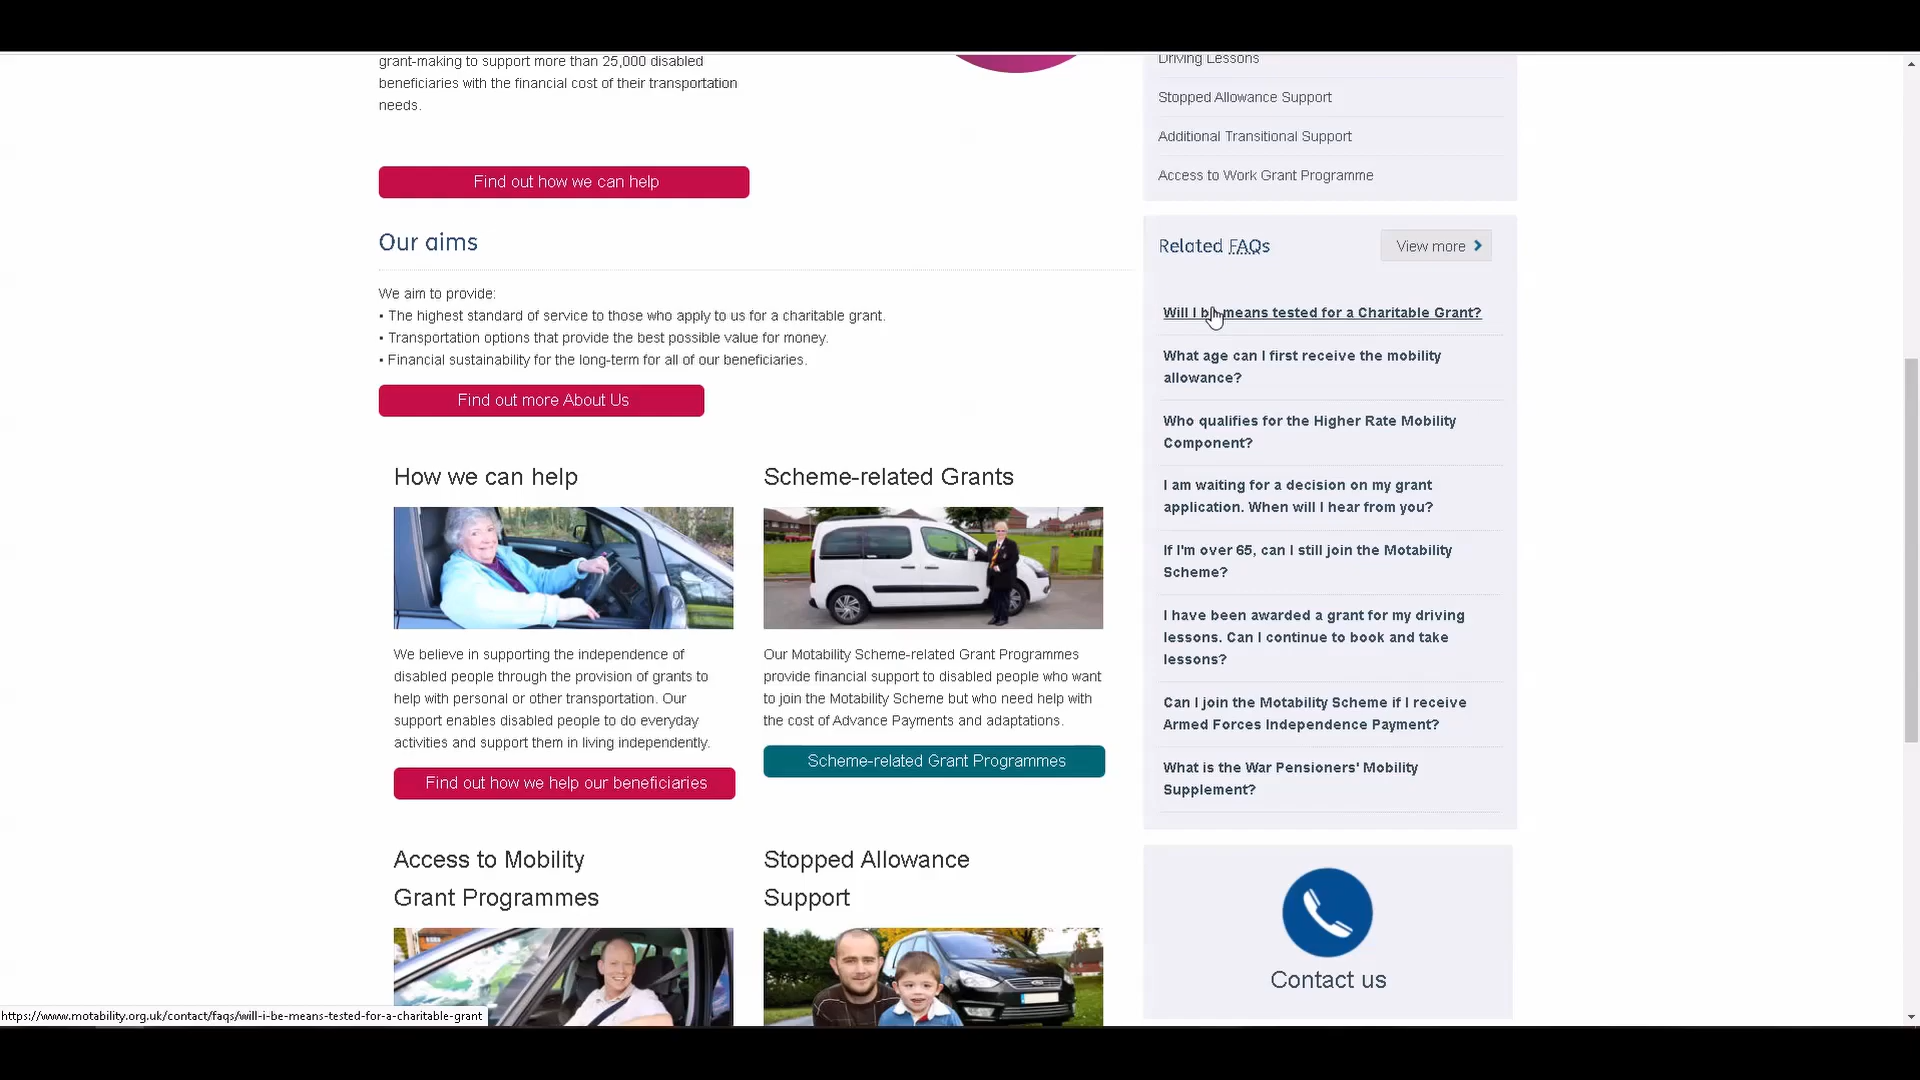 grant-making to support more than 25,000 disabled
beneficiaries with the financial cost of their transportation
needs.
Find out how we can help
Our aims
We aim to provide:
• The highest standard of service to those who apply to us for a charitable grant.
• Transportation options that provide the best possible value for money.
• Financial sustainability for the long-term for all of our beneficiaries.
Find out more About Us
How we can help
We believe in supporting the independence of
disabled people through the provision of grants to
help with personal or other transportation. Our
support enables disabled people to do everyday
activities and support them in living independently.
Find out how we help our beneficiaries
Scheme-related Grants
Our Motability Scheme-related Grant Programmes
provide financial support to disabled people who want
to join the Motability Scheme but who need help with
the cost of Advance Payments and adaptations.
Scheme-related Grant Programmes
Access to Mobility
Grant Programmes
Stopped Allowance
Support
Driving Lessons
Stopped Allowance Support
Additional Transitional Support
Access to Work Grant Programme
Related FAQs
View more
Will I be means tested for a Charitable Grant?
What age can I first receive the mobility
allowance?
Who qualifies for the Higher Rate Mobility
Component?
I am waiting for a decision on my grant
application. When will I hear from you?
If I'm over 65, can I still join the Motability
Scheme?
I have been awarded a grant for my driving
lessons. Can I continue to book and take
lessons?
Can I join the Motability Scheme if I receive
Armed Forces Independence Payment?
What is the War Pensioners' Mobility
Supplement?
Contact us
https://www.motability.org.uk/contact/faqs/will-i-be-means-tested-for-a-charitable-grant